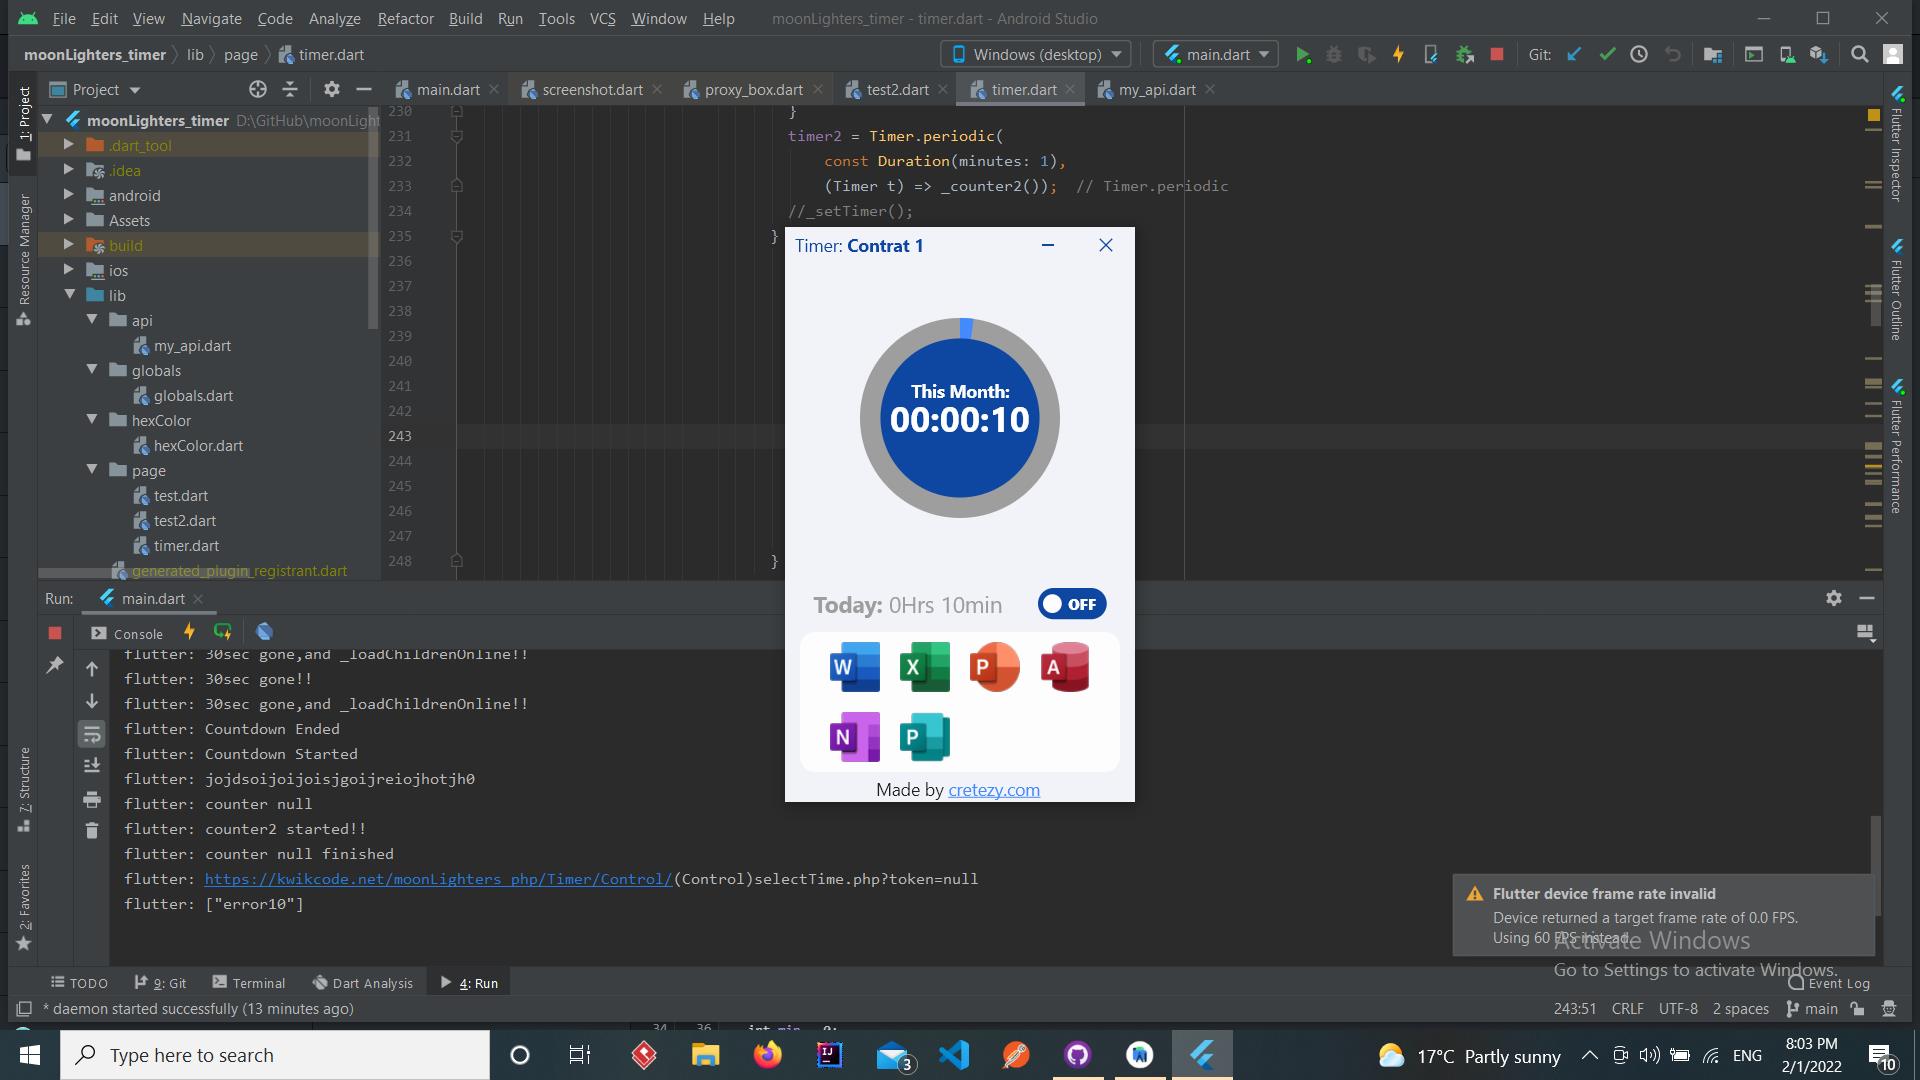 File Edit View Navigate Code Analyze Refactor Build Run Tools VCS Window Help moonLighters_timer - timer.dart - Android Studio
moonLighters_timer lib page timer.dart Windows (desktop) main.dart Git:
Project main.dart screenshot.dart proxy_box.dart test2.dart timer.dart my_api.dart
1: Project
Resource Manager
7: Structure
2: Favorites
moonLighters_timer D:\GitHub\moonLight
.dart_tool
.idea
android
Assets
build
ios
lib
api
my_api.dart
globals
globals.dart
hexColor
hexColor.dart
page
test.dart
test2.dart
timer.dart
generated_plugin_registrant.dart
230 }
231 timer2 = Timer.periodic(
232 const Duration(minutes: 1),
233 (Timer t) => _counter2()); // Timer.periodic
234 //_setTimer();
235 }
236
237
238
239
240
241
242
243
244
245
246
247
248 }
Flutter Inspector
Flutter Outline
Flutter Performance
Timer: Contrat 1
This Month:
00:00:10
Today: 0Hrs 10min OFF
W X P A
N P
Made by cretezy.com
Run: main.dart
Console
flutter: 30sec gone,and _loadChildrenOnline!!
flutter: 30sec gone!!
flutter: 30sec gone,and _loadChildrenOnline!!
flutter: Countdown Ended
flutter: Countdown Started
flutter: jojdsoijoijoisjgoijreiojhotjh0
flutter: counter null
flutter: counter2 started!!
flutter: counter null finished
flutter: https://kwikcode.net/moonLighters_php/Timer/Control/(Control)selectTime.php?token=null
flutter: ["error10"]
Flutter device frame rate invalid
Device returned a target frame rate of 0.0 FPS.
Using 60 FPS instead.
Activate Windows
Go to Settings to activate Windows.
TODO 9: Git Terminal Dart Analysis 4: Run Event Log
* daemon started successfully (13 minutes ago) 243:51 CRLF UTF-8 2 spaces main
34 36 int min 0;
Type here to search 3 17°C Partly sunny ENG 8:03 PM
2/1/2022 10